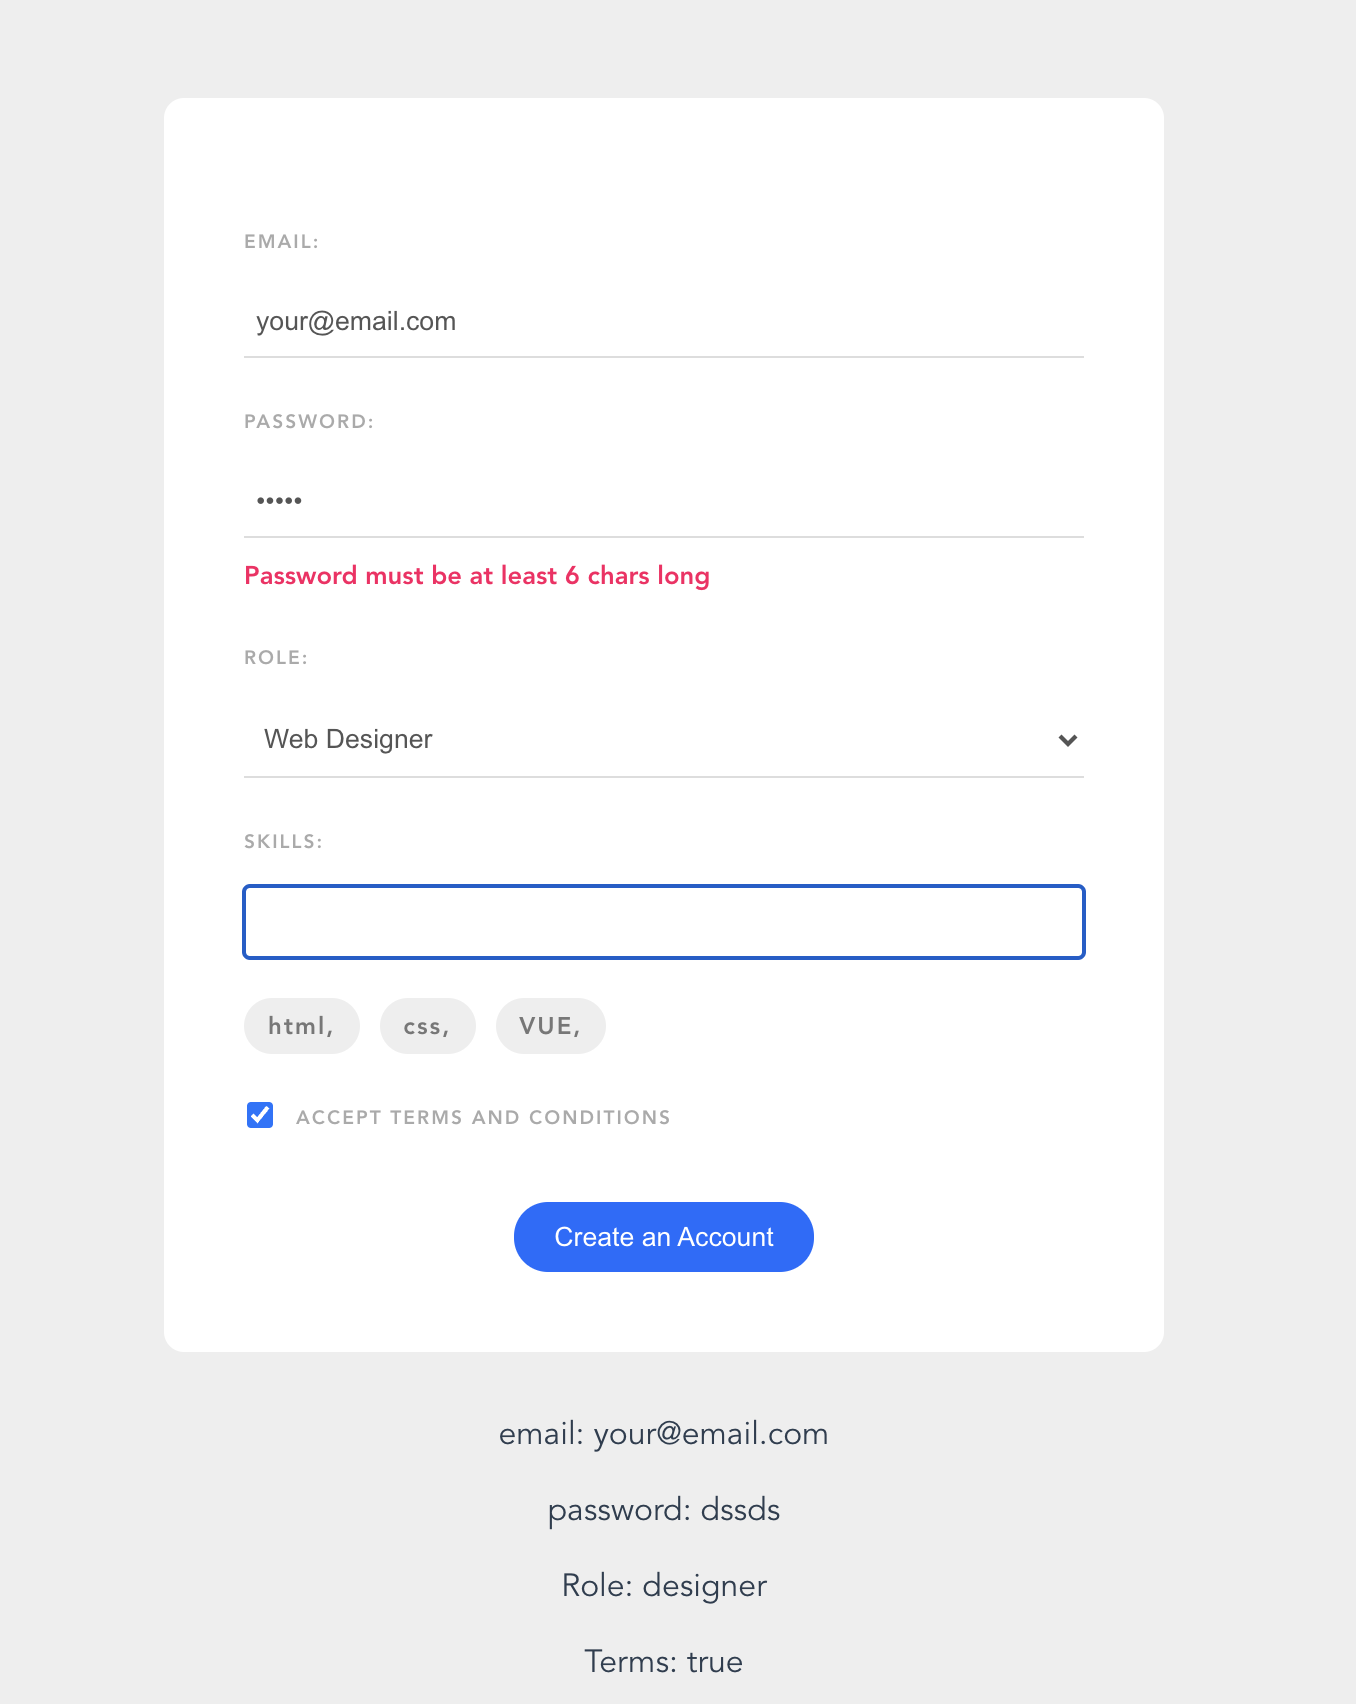 EMAIL:
your@email.com
PASSWORD:
•••••
Password must be at least 6 chars long
ROLE:
Web Designer
SKILLS:
html, css, VUE,
ACCEPT TERMS AND CONDITIONS
Create an Account
email: your@email.com
password: dssds
Role: designer
Terms: true